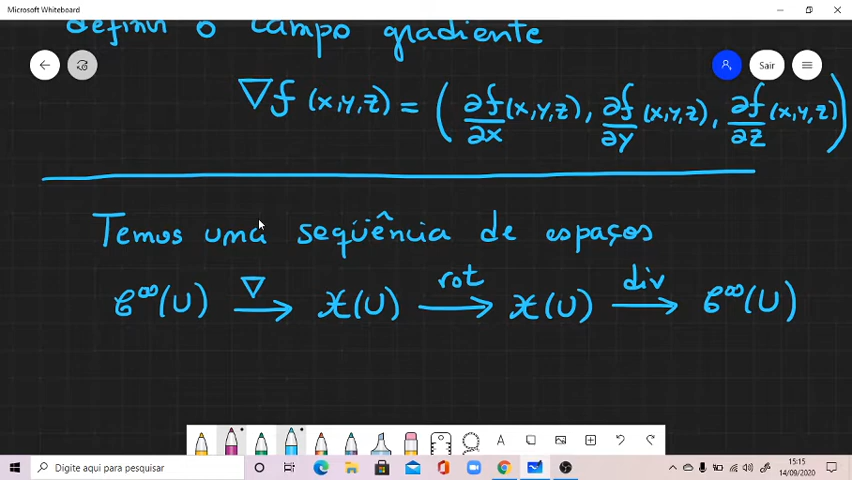 Microsoft Whiteboard
definir o campo gradiente
Sair
∇f (x,y,z) = ( ∂f/∂x (x,y,z), ∂f/∂y (x,y,z), ∂f/∂z (x,y,z) )
Temos uma seqüência de espaços
𝒞^∞(U) —∇→ 𝔛(U) —rot→ 𝔛(U) —div→ 𝒞^∞(U)
Digite aqui para pesquisar
15:15
14/09/2020